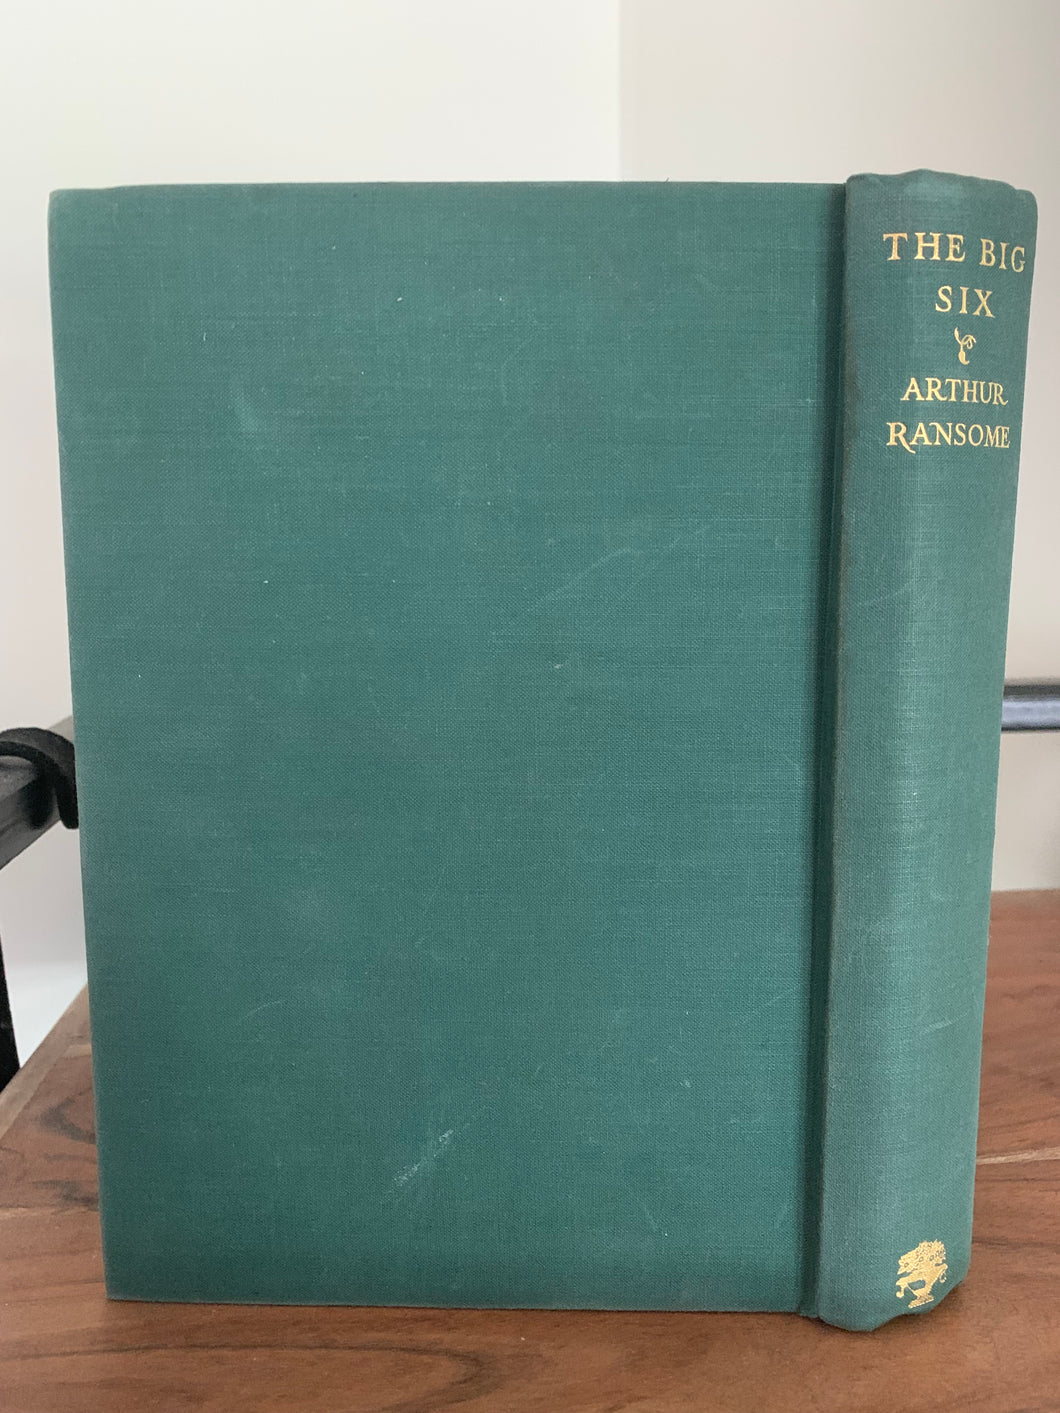 THE BIG
SIX
ARTHUR
RANSOME